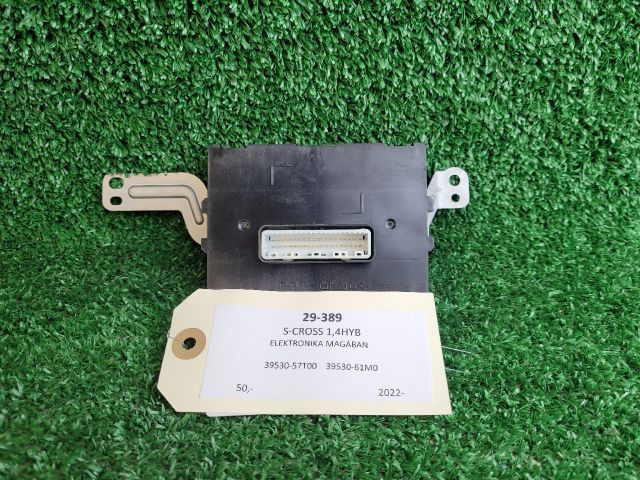 29-389
S-CROSS 1,4HYB
ELEKTRONIKA MAGÁBAN
39530-57T00 39530-61M0
50,- 2022-